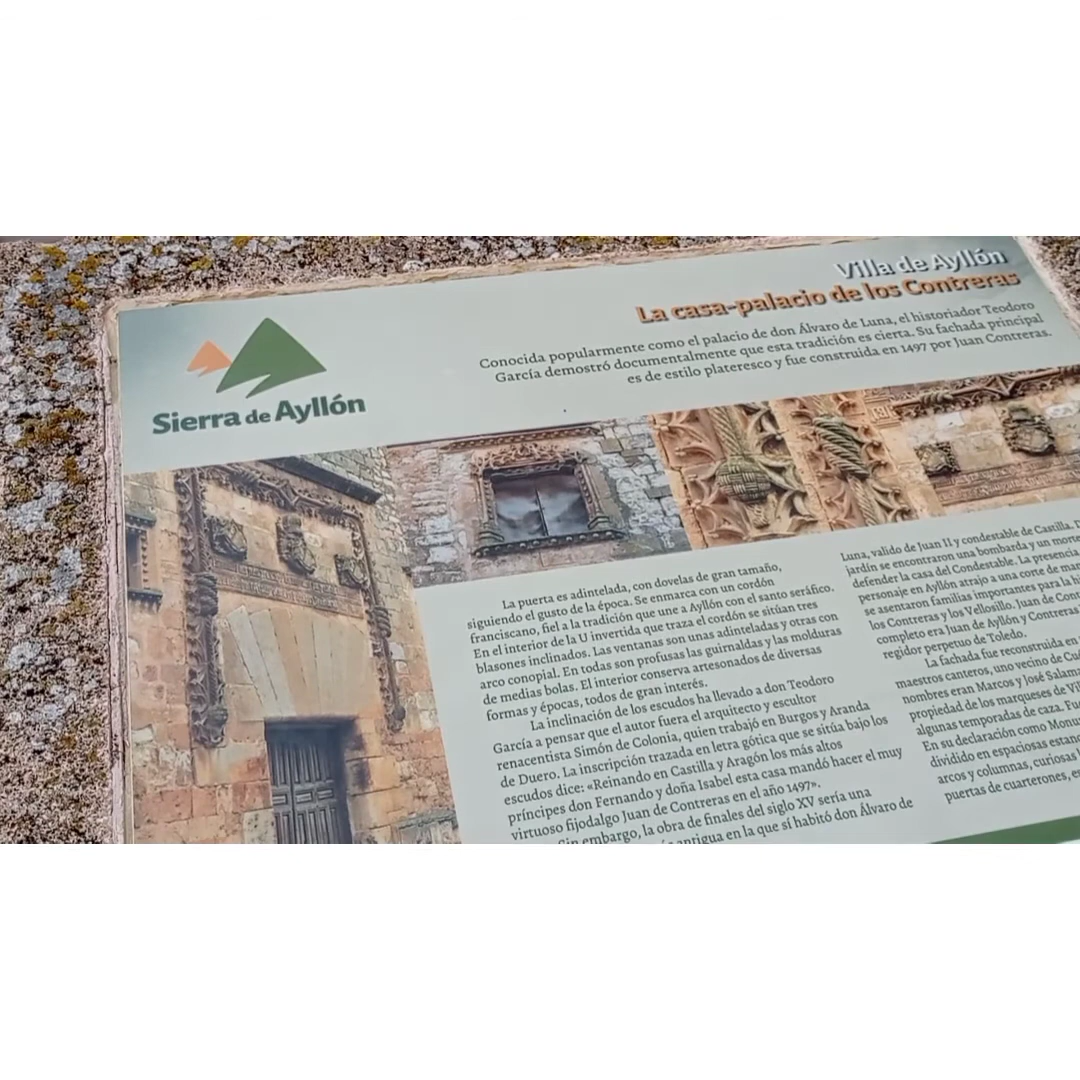 Sierra de Ayllón
Villa de Ayllón
La casa-palacio de los Contreras
Conocida popularmente como el palacio de don Álvaro de Luna, el historiador Teodoro
García demostró documentalmente que esta tradición es cierta. Su fachada principal
es de estilo plateresco y fue construida en 1497 por Juan Contreras.
La puerta es adintelada, con dovelas de gran tamaño,
siguiendo el gusto de la época. Se enmarca con un cordón
franciscano, fiel a la tradición que une a Ayllón con el santo seráfico.
En el interior de la U invertida que traza el cordón se sitúan tres
blasones inclinados. Las ventanas son unas adinteladas y otras con
arco conopial. En todas son profusas las guirnaldas y las molduras
de medias bolas. El interior conserva artesonados de diversas
formas y épocas, todos de gran interés.
La inclinación de los escudos ha llevado a don Teodoro
García a pensar que el autor fuera el arquitecto y escultor
renacentista Simón de Colonia, quien trabajó en Burgos y Aranda
de Duero. La inscripción trazada en letra gótica que se sitúa bajo los
escudos dice: «Reinando en Castilla y Aragón los más altos
príncipes don Fernando y doña Isabel esta casa mandó hacer el muy
virtuoso fijodalgo Juan de Contreras en el año 1497».
Sin embargo, la obra de finales del siglo XV sería una
antigua en la que sí habitó don Álvaro de
Luna, valido de Juan II y condestable de Castilla.
jardín se encontraron una bombarda y un
defender la casa del Condestable. La presencia
personaje en Ayllón atrajo a una corte de
se asentaron familias importantes para la
los Contreras y los Vellosillo. Juan de
completo era Juan de Ayllón y Contreras
regidor perpetuo de Toledo.
La fachada fue reconstruida en
maestros canteros, uno vecino de
nombres eran Marcos y José
propiedad de los marqueses de
algunas temporadas de caza.
En su declaración como
dividido en espaciosas
arcos y columnas, curiosas
puertas de cuarterones,